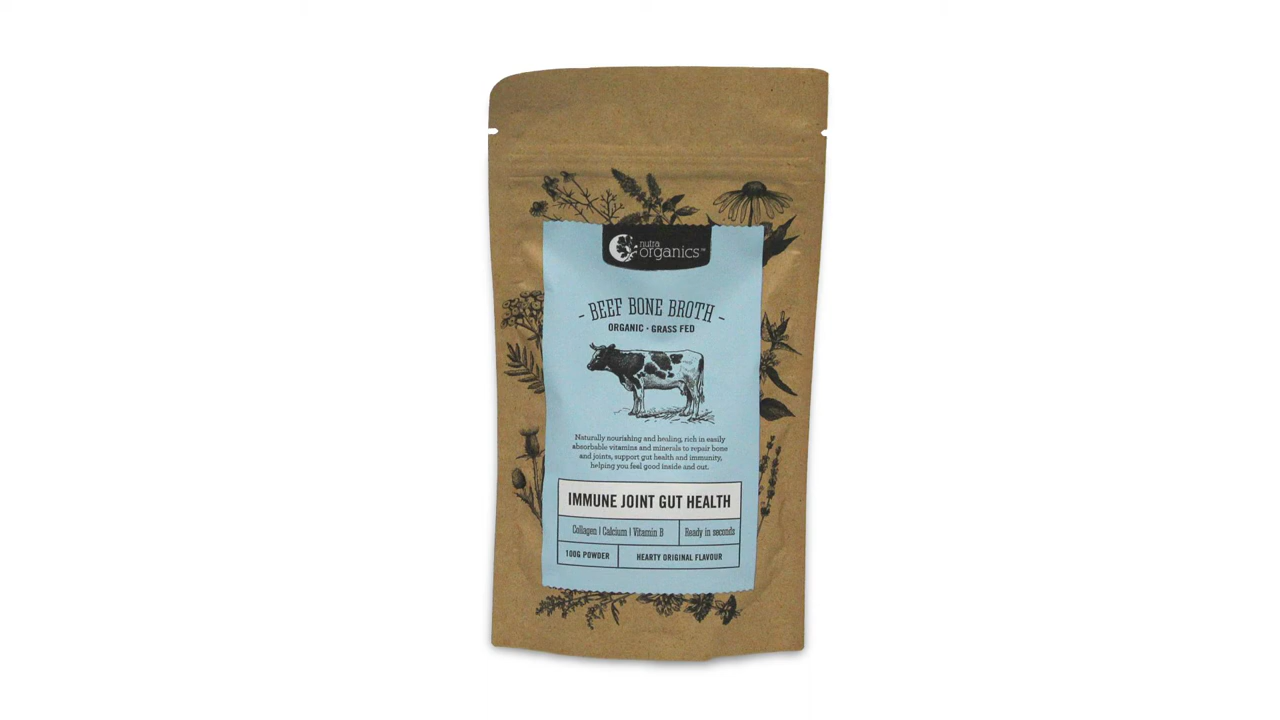 nutra
organics™
- BEEF BONE BROTH -
ORGANIC · GRASS FED
Naturally nourishing and healing, rich in easily
absorbable vitamins and minerals to repair bone
and joints, support gut health and immunity,
helping you feel good inside and out.
IMMUNE JOINT GUT HEALTH
Collagen | Calcium | Vitamin B
Ready in seconds
100G POWDER
HEARTY ORIGINAL FLAVOUR